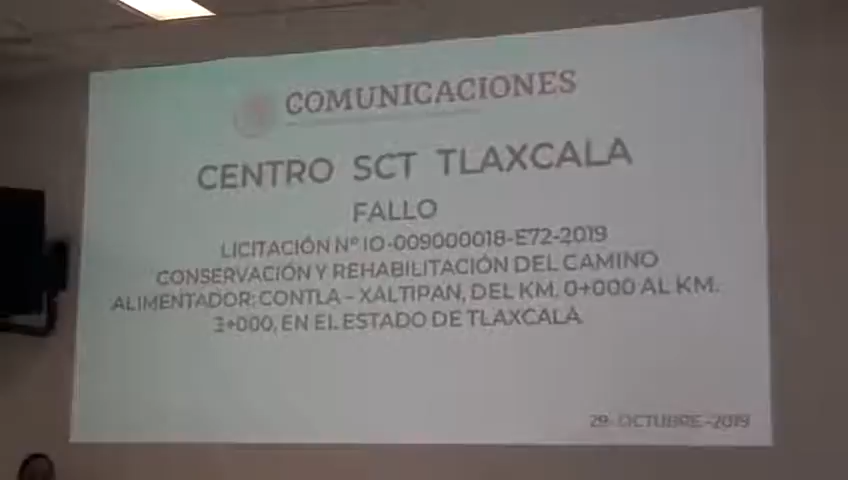 COMUNICACIONES
CENTRO SCT TLAXCALA
FALLO
LICITACIÓN Nº IO-009000018-E72-2019
CONSERVACIÓN Y REHABILITACIÓN DEL CAMINO
ALIMENTADOR: CONTLA – XALTIPAN, DEL KM. 0+000 AL KM.
3+000, EN EL ESTADO DE TLAXCALA
29- OCTUBRE -2019